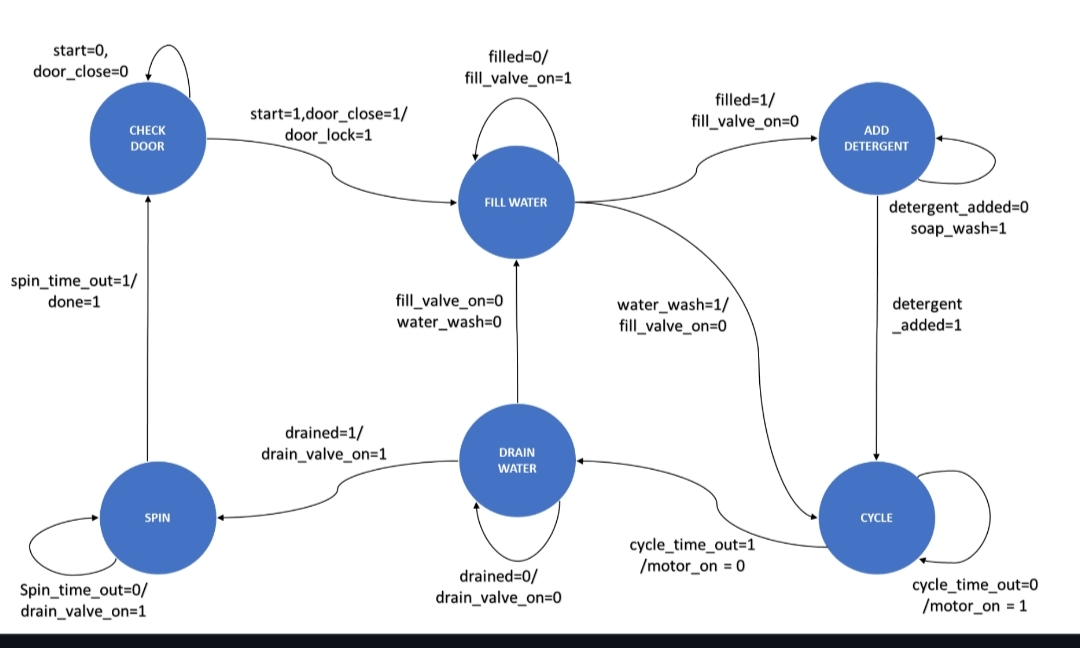 start=0,
door_close=0
CHECK
DOOR
start=1,door_close=1/
door_lock=1
filled=0/
fill_valve_on=1
FILL WATER
filled=1/
fill_valve_on=0
ADD
DETERGENT
detergent_added=0
soap_wash=1
spin_time_out=1/
done=1
fill_valve_on=0
water_wash=0
water_wash=1/
fill_valve_on=0
detergent
_added=1
drained=1/
drain_valve_on=1
DRAIN
WATER
SPIN
CYCLE
Spin_time_out=0/
drain_valve_on=1
drained=0/
drain_valve_on=0
cycle_time_out=1
/motor_on = 0
cycle_time_out=0
/motor_on = 1